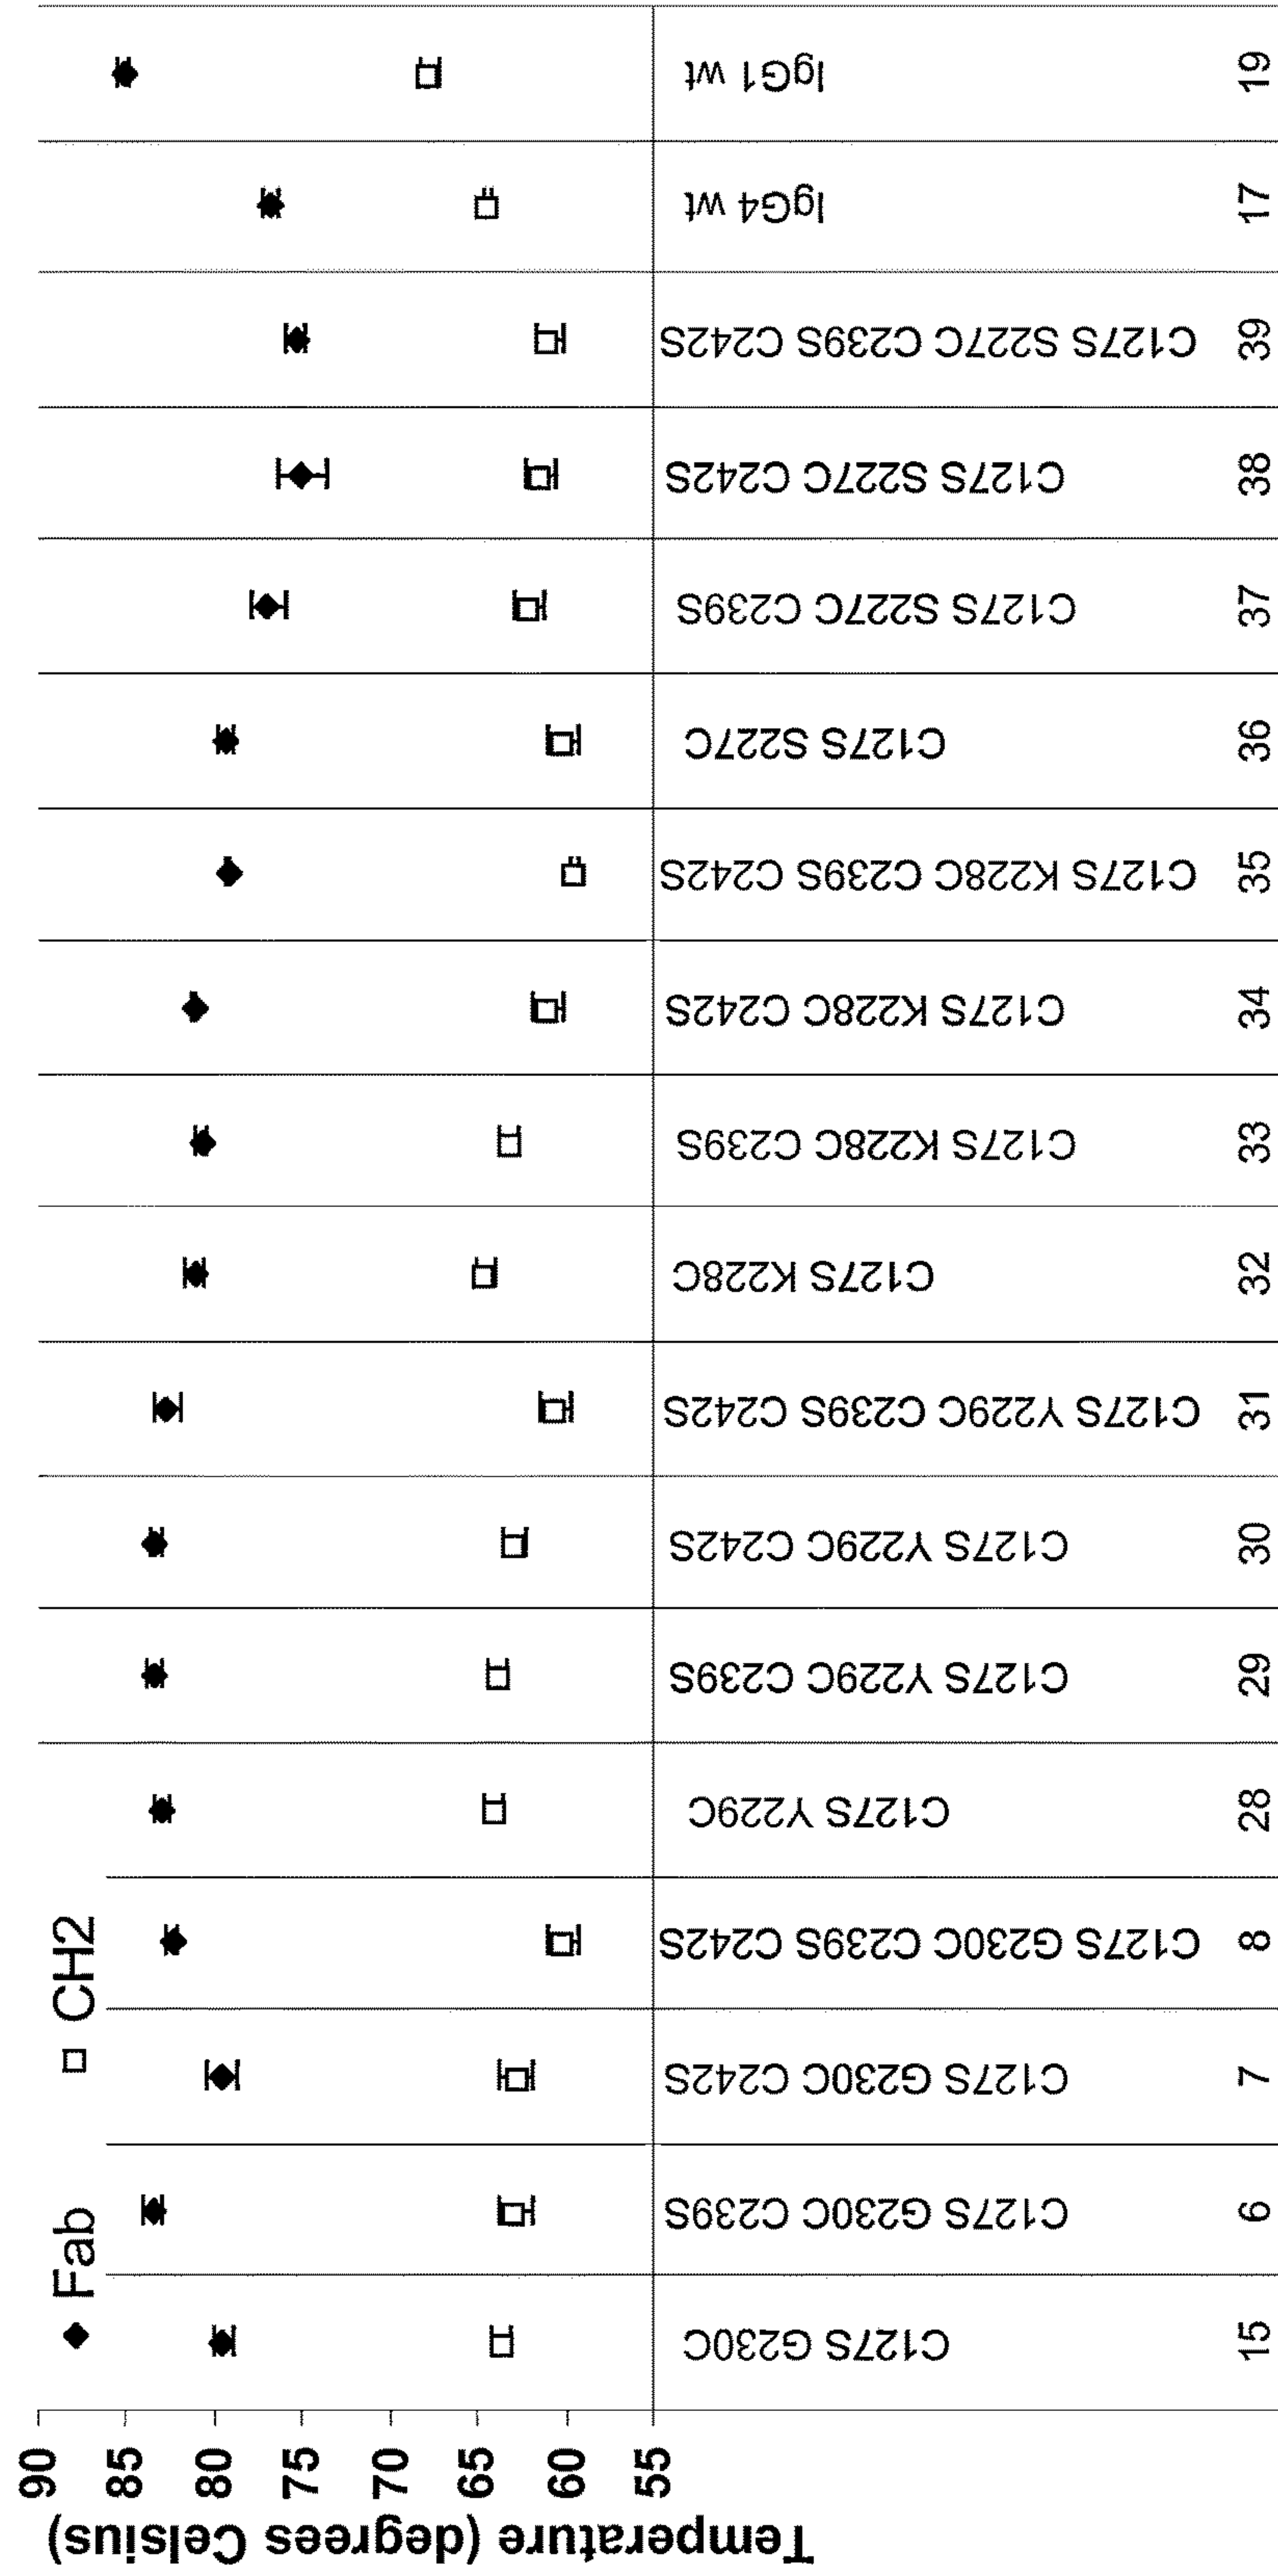 Temperature (degrees Celsius)
90
85
80
75
70
65
60
55
Fab
CH2
C127S G230C
C127S G230C C239S
C127S G230C C242S
C127S G230C C239S C242S
C127S Y229C
C127S Y229C C239S
C127S Y229C C242S
C127S Y229C C239S C242S
C127S K228C
C127S K228C C239S
C127S K228C C242S
C127S K228C C239S C242S
C127S S227C
C127S S227C C239S
C127S S227C C242S
C127S S227C C239S C242S
IgG4 wt
IgG1 wt
15
6
7
8
28
29
30
31
32
33
34
35
36
37
38
39
17
19